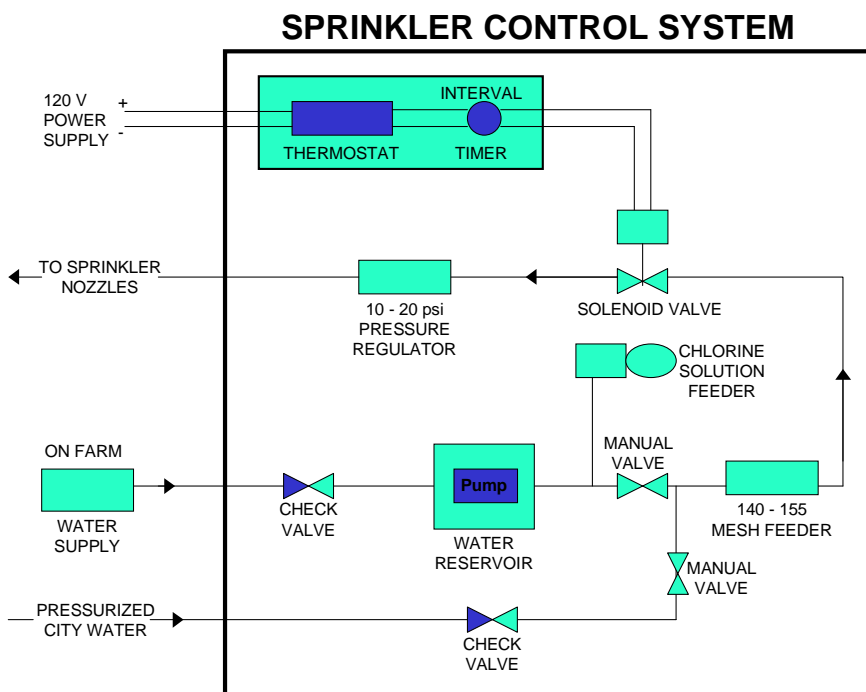 SPRINKLER CONTROL SYSTEM
120 V
POWER
SUPPLY
+
-
INTERVAL
THERMOSTAT
TIMER
TO SPRINKLER
NOZZLES
10 - 20 psi
PRESSURE
REGULATOR
SOLENOID VALVE
CHLORINE
SOLUTION
FEEDER
ON FARM
WATER
SUPPLY
CHECK
VALVE
Pump
WATER
RESERVOIR
MANUAL
VALVE
140 - 155
MESH FEEDER
MANUAL
VALVE
PRESSURIZED
CITY WATER
CHECK
VALVE